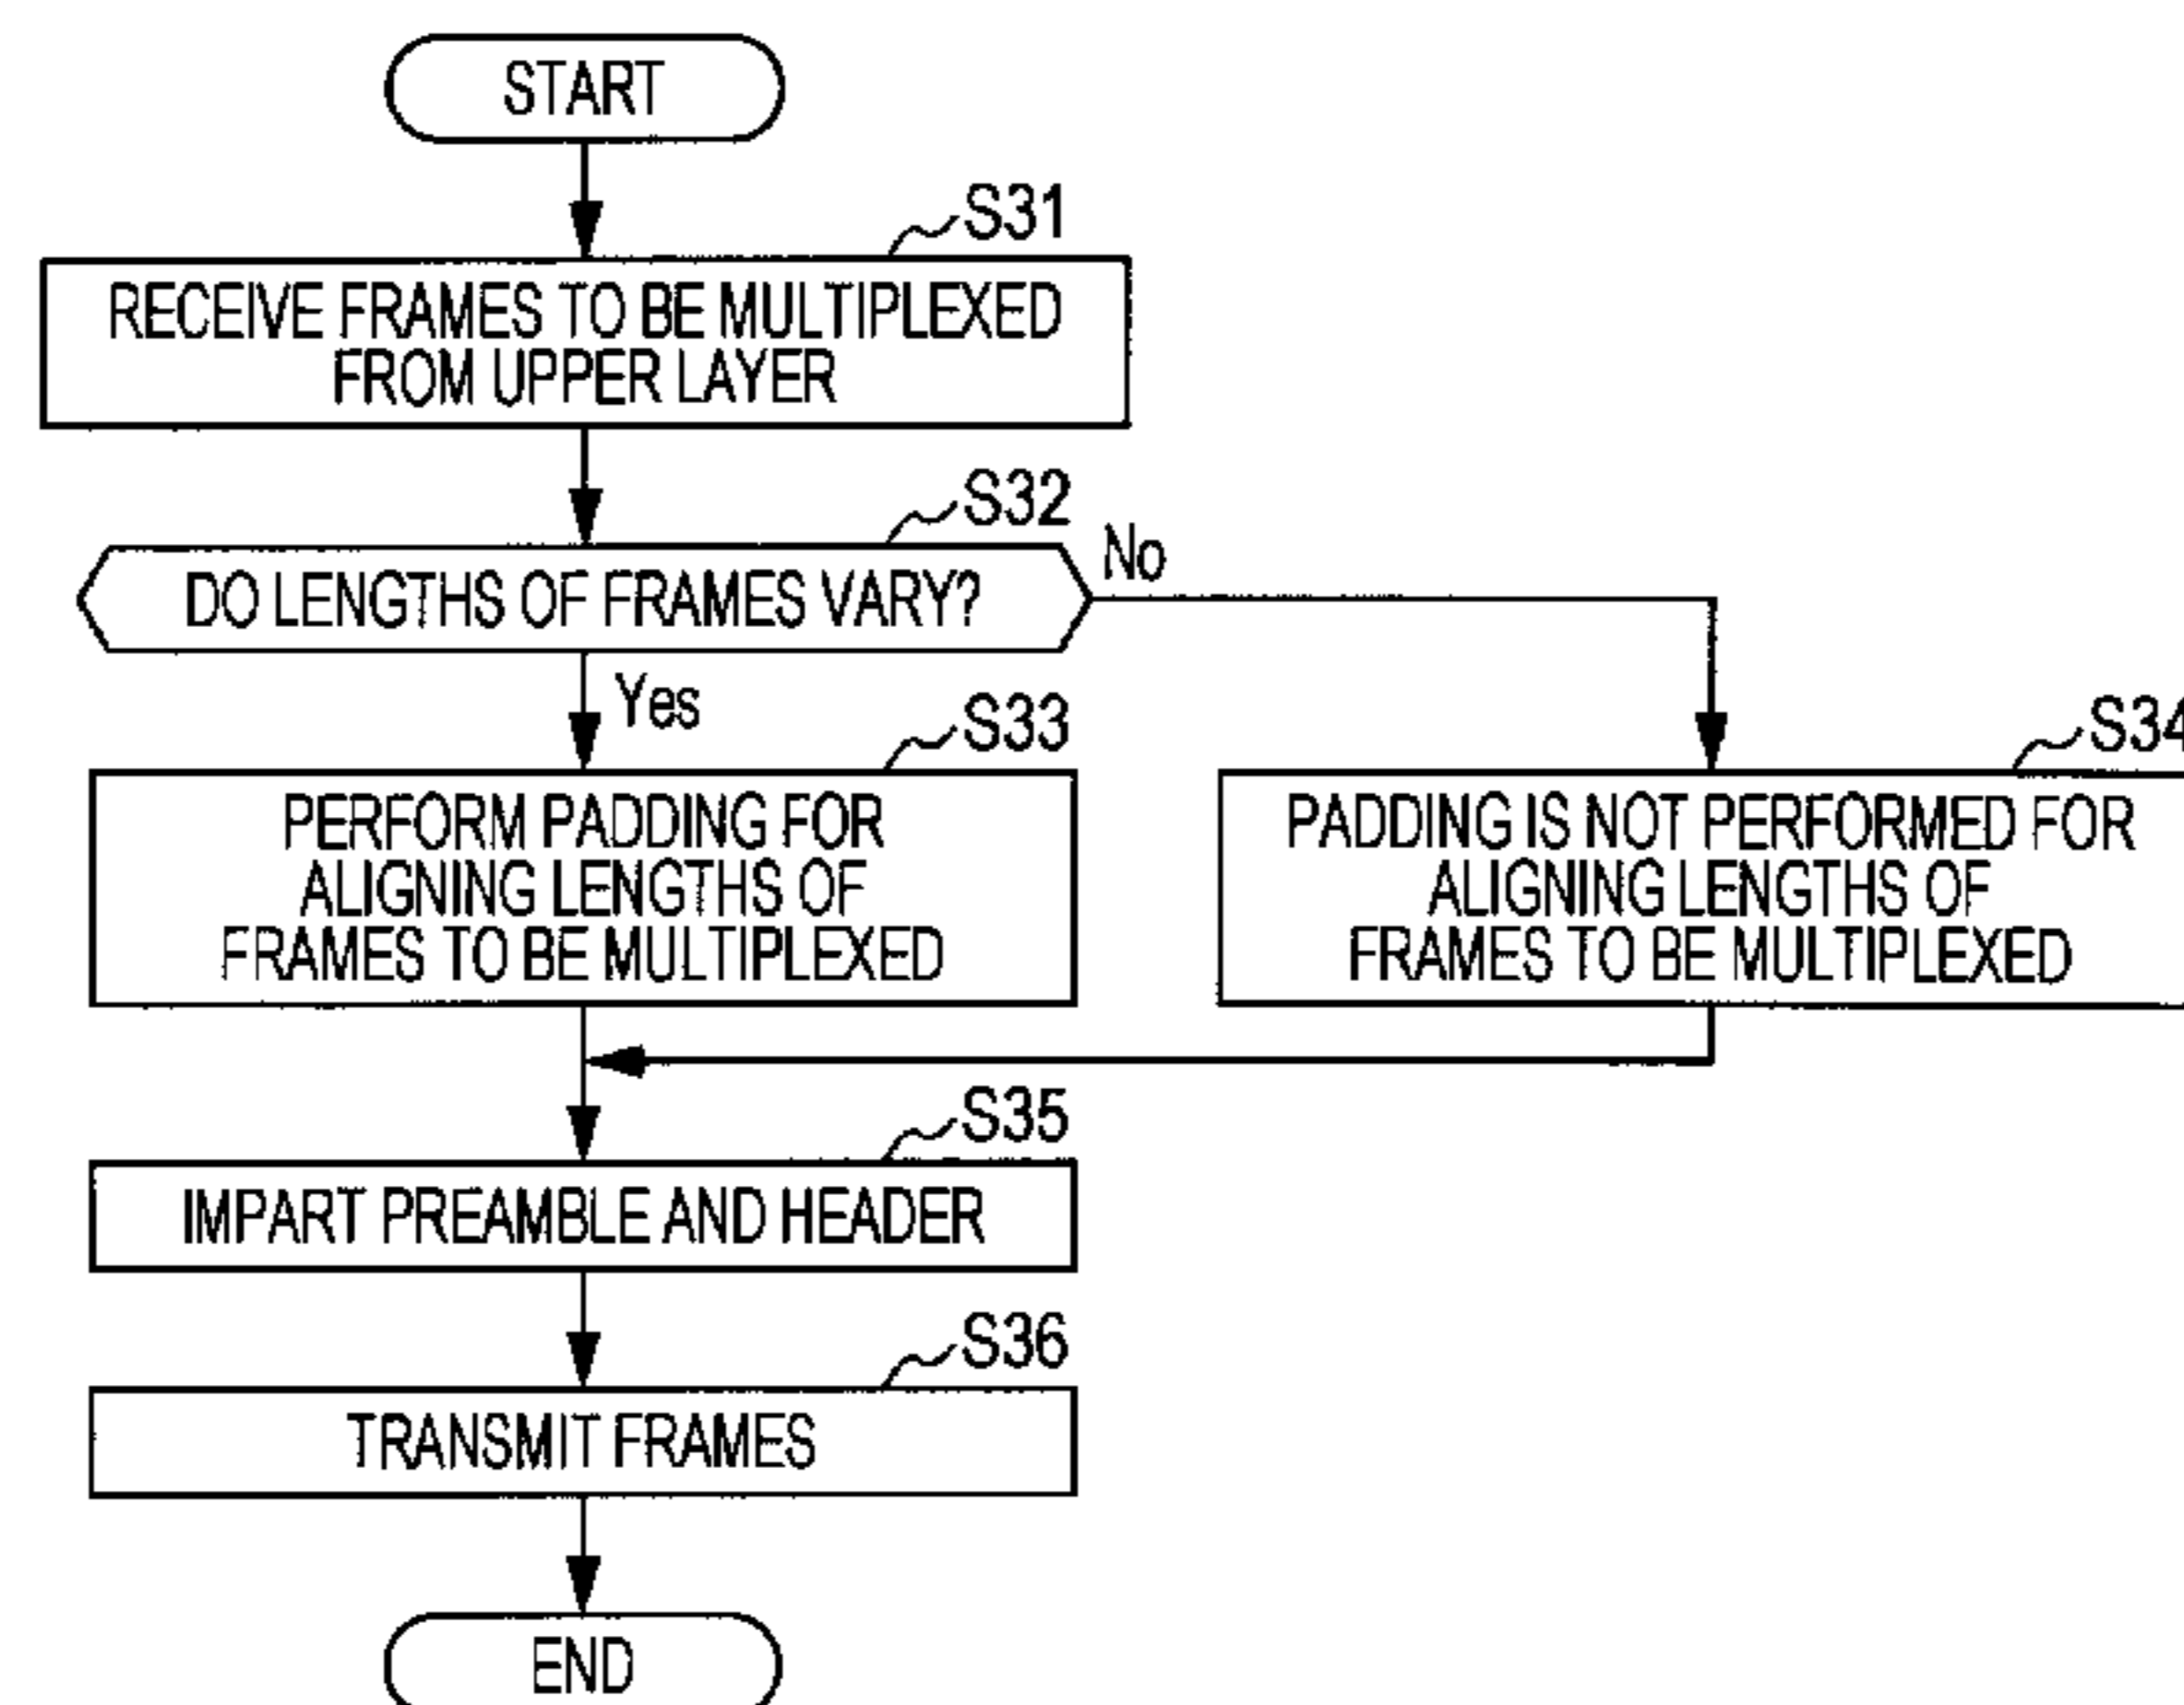 START
S31
RECEIVE FRAMES TO BE MULTIPLEXED
FROM UPPER LAYER
S32
DO LENGTHS OF FRAMES VARY?
No
Yes
S33
PERFORM PADDING FOR
ALIGNING LENGTHS OF
FRAMES TO BE MULTIPLEXED
S34
PADDING IS NOT PERFORMED FOR
ALIGNING LENGTHS OF
FRAMES TO BE MULTIPLEXED
S35
IMPART PREAMBLE AND HEADER
S36
TRANSMIT FRAMES
END